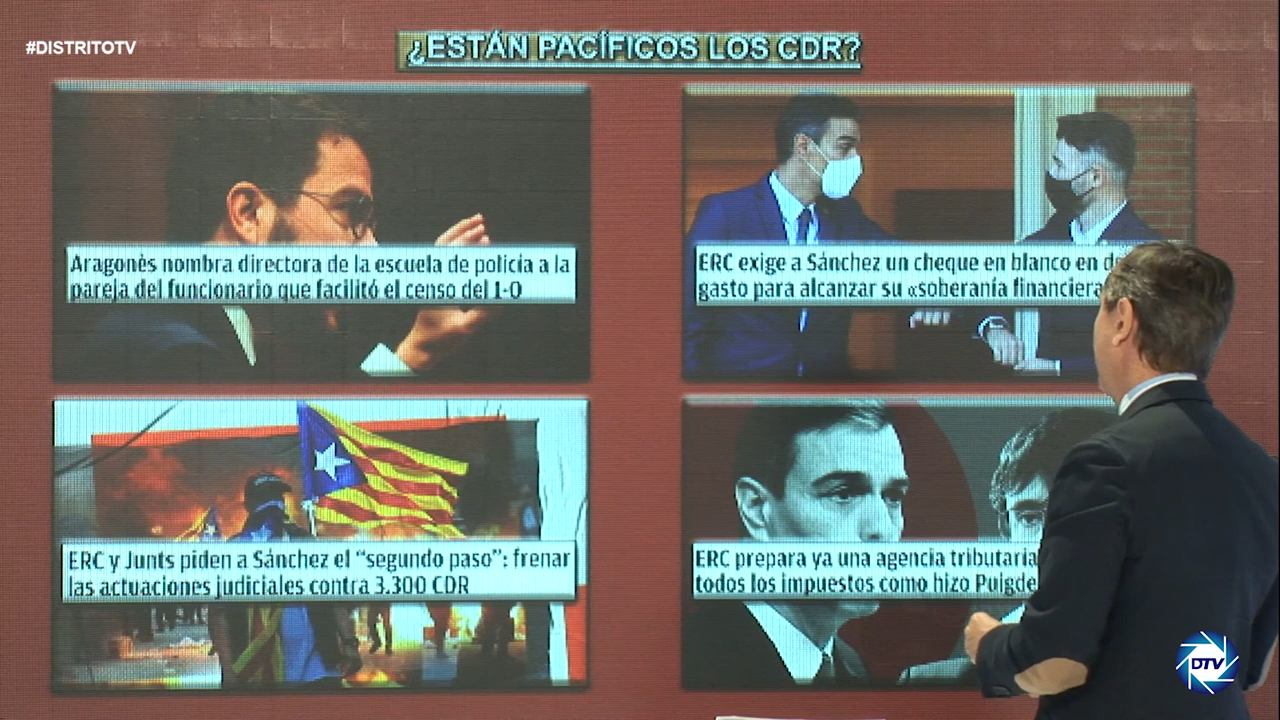 #DISTRITOTV
¿ESTÁN PACÍFICOS LOS CDR?
Aragonès nombra directora de la escuela de policía a la
pareja del funcionario que facilitó el censo del 1-O
ERC exige a Sánchez un cheque en blanco en
gasto para alcanzar su «soberanía financiera
ERC y Junts piden a Sánchez el “segundo paso”: frenar
las actuaciones judiciales contra 3.300 CDR
ERC prepara ya una agencia tributaria
todos los impuestos como hizo Puigde
DTV